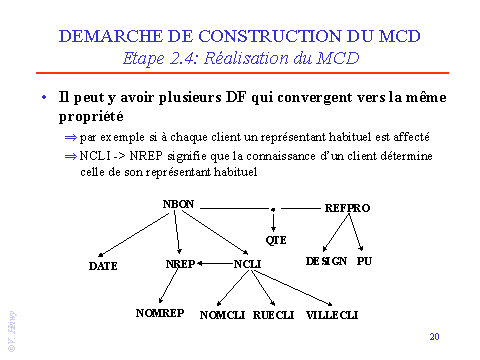 DEMARCHE DE CONSTRUCTION DU MCD
Etape 2.4: Réalisation du MCD
• Il peut y avoir plusieurs DF qui convergent vers la même
propriété
⇒ par exemple si à chaque client un représentant habituel est affecté
⇒ NCLI -> NREP signifie que la connaissance d'un client détermine
celle de son représentant habituel
NBON
REFPRO
QTE
DATE
NREP
NCLI
DESIGN
PU
NOMREP
NOMCLI
RUECLI
VILLECLI
20